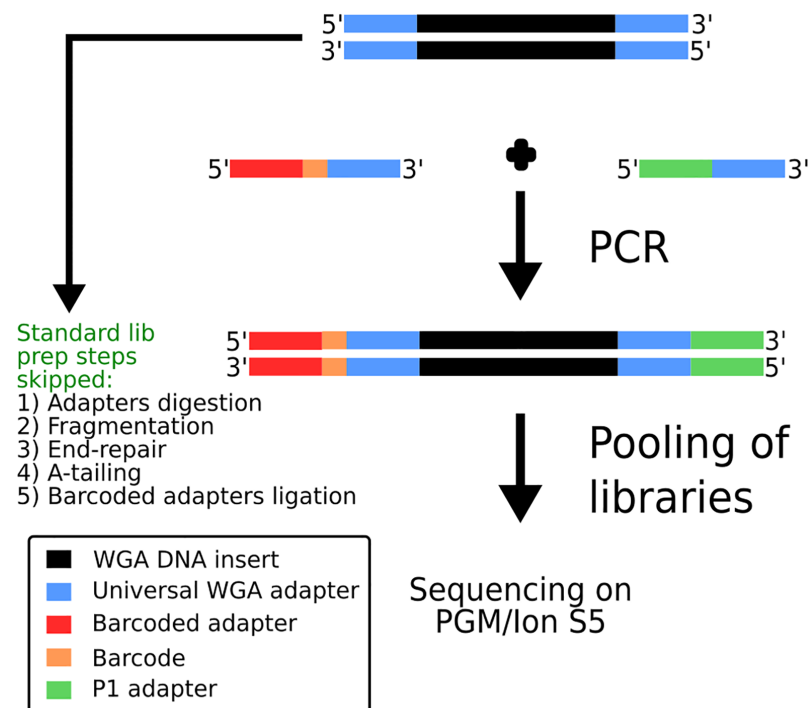 5' 3'
3' 5'
5' 3' 5' 3'
PCR
5' 3'
3' 5'
Standard lib
prep steps
skipped:
1) Adapters digestion
2) Fragmentation
3) End-repair
4) A-tailing
5) Barcoded adapters ligation
Pooling of
libraries
WGA DNA insert
Universal WGA adapter
Barcoded adapter
Barcode
P1 adapter
Sequencing on
PGM/Ion S5